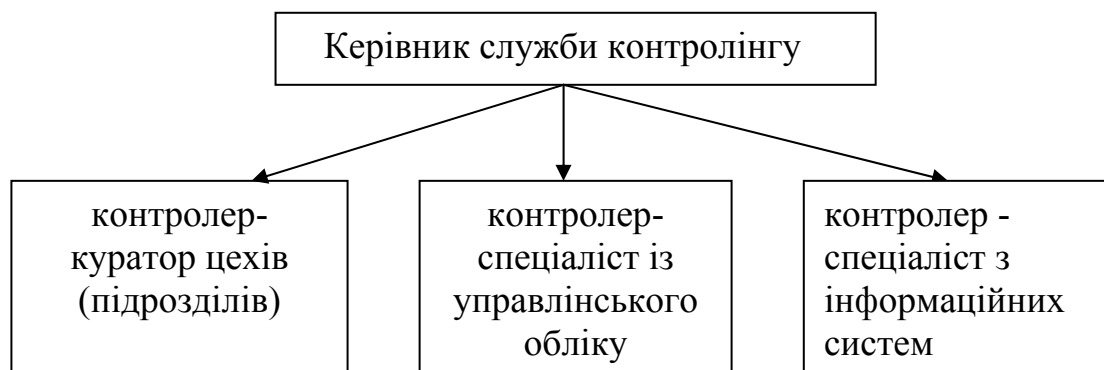 Керівник служби контролінгу
контролер-
куратор цехів
(підрозділів)
контролер-
спеціаліст із
управлінського
обліку
контролер -
спеціаліст з
інформаційних
систем